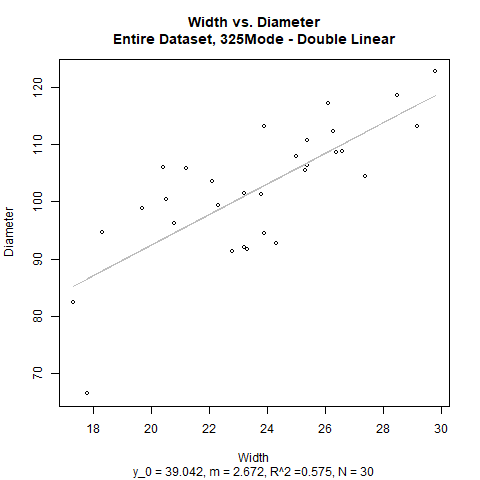 Width vs. Diameter
Entire Dataset, 325Mode - Double Linear
Diameter
120
110
100
90
80
70
18 20 22 24 26 28 30
Width
y_0 = 39.042, m = 2.672, R^2 =0.575, N = 30